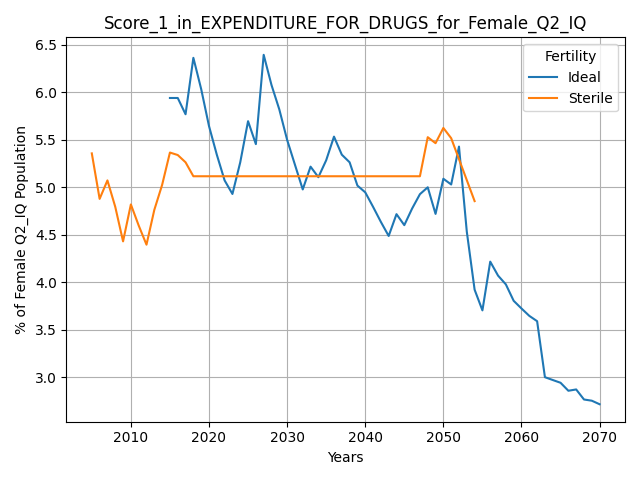 Score_1_in_EXPENDITURE_FOR_DRUGS_for_Female_Q2_IQ
Fertility
Ideal
Sterile
% of Female Q2_IQ Population
6.5
6.0
5.5
5.0
4.5
4.0
3.5
3.0
2010
2020
2030
2040
2050
2060
2070
Years